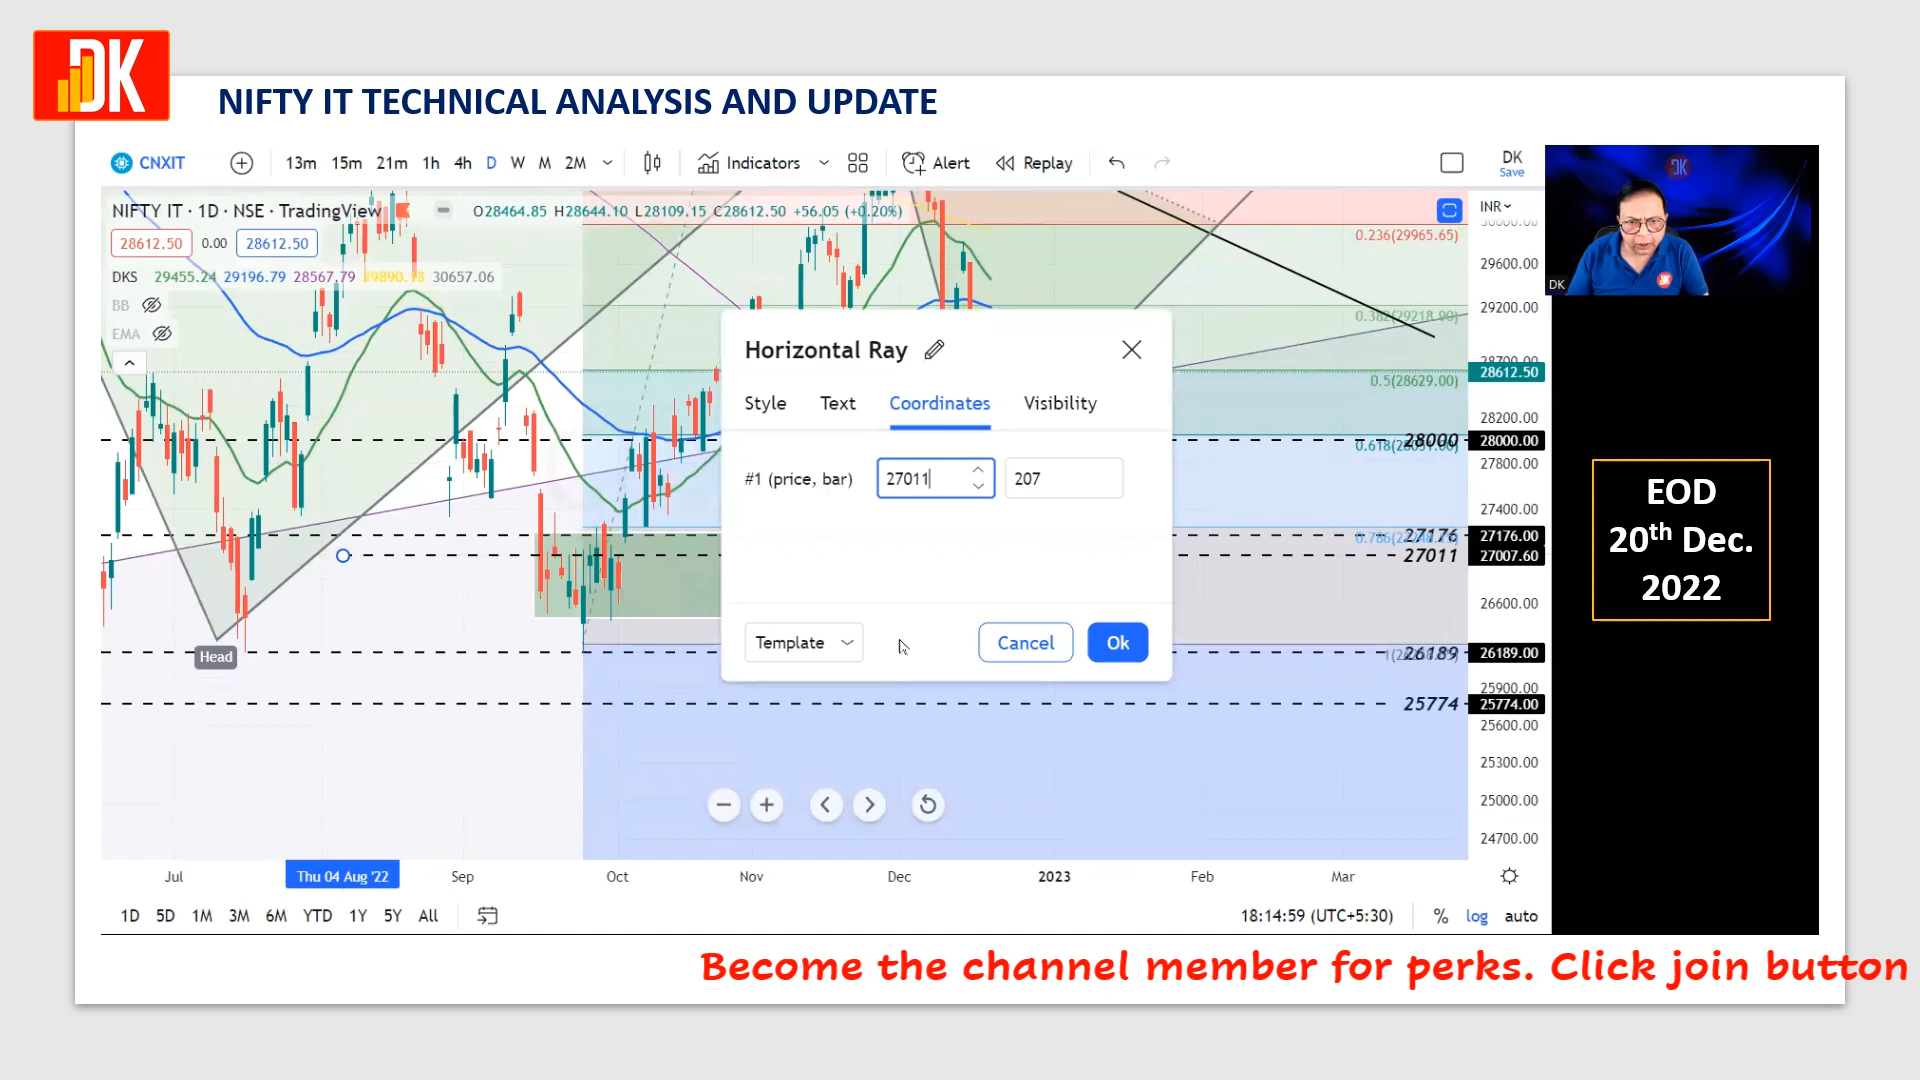 DK
NIFTY IT TECHNICAL ANALYSIS AND UPDATE
CNXIT
13m 15m 21m 1h 4h D W M 2M
Indicators
Alert
Replay
DK
Save
NIFTY IT · 1D · NSE · TradingView
O28464.85 H28644.10 L28109.15 C28612.50 +56.05 (+0.20%)
INR
28612.50 0.00 28612.50
DKS 29455.24 29196.79 28567.79 30657.06
BB
EMA
0.236(29965.65)
0.382(29218.90)
0.5(28629.00)
29600.00
29200.00
28700.00
28612.50
28200.00
28000 28000.00
27800.00
27400.00
27176 27176.00
27011 27007.60
26600.00
26189 26189.00
25900.00
25774 25774.00
25600.00
25300.00
25000.00
24700.00
Head
Horizontal Ray
Style Text Coordinates Visibility
#1 (price, bar) 27011 207
Template Cancel Ok
Jul Thu 04 Aug '22 Sep Oct Nov Dec 2023 Feb Mar
1D 5D 1M 3M 6M YTD 1Y 5Y All
18:14:59 (UTC+5:30) % log auto
DK
DK
EOD
20th Dec.
2022
Become the channel member for perks. Click join button